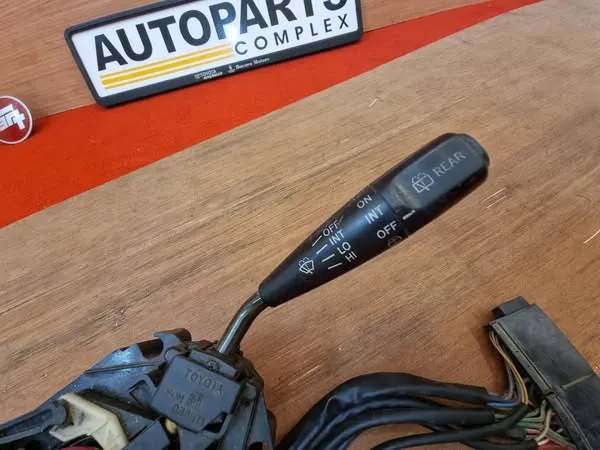 AUTOPARTS
COMPLEX
REAR
ON
INT
OFF
OFF
INT
LO
HI
TOYOTA